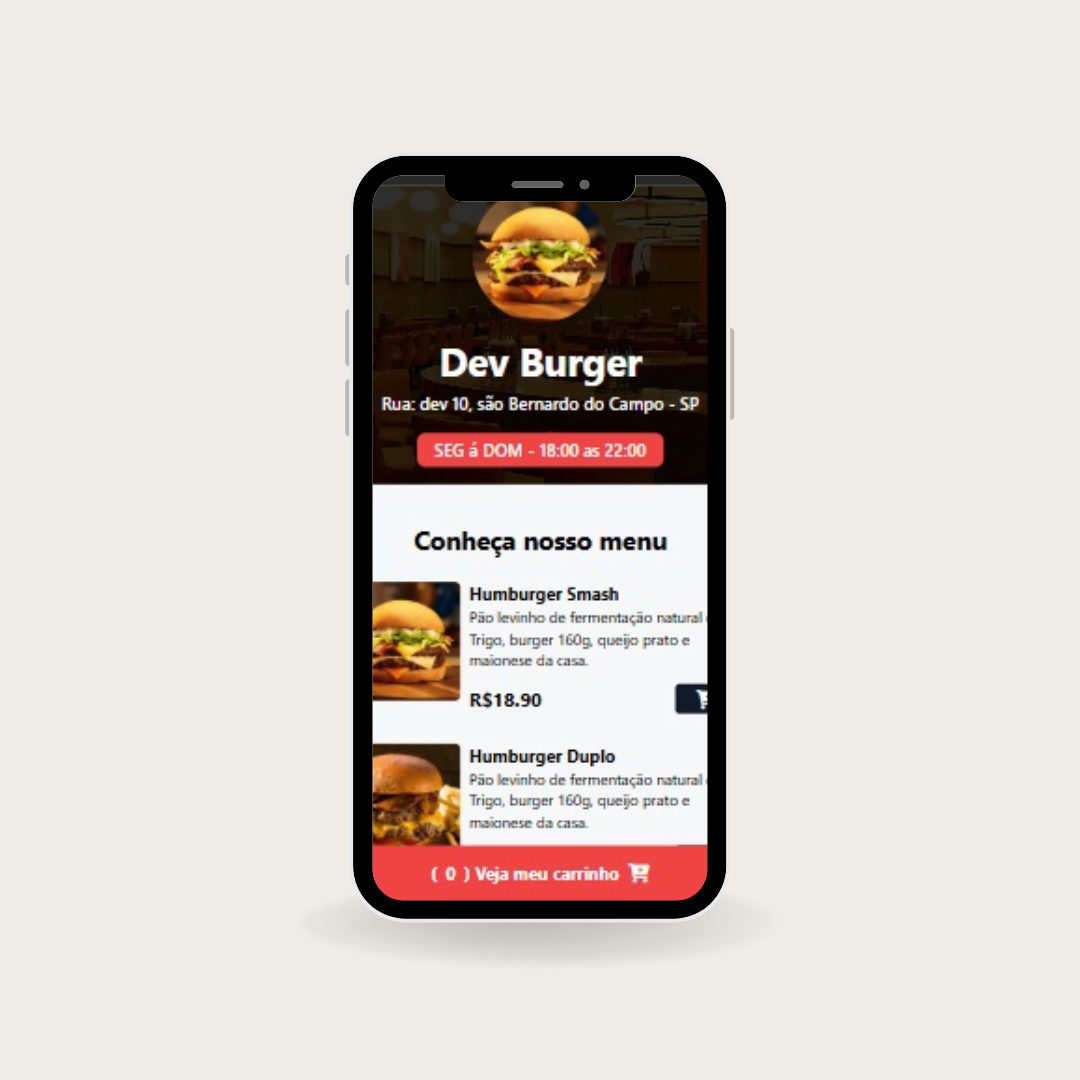 Dev Burger
Rua: dev 10, são Bernardo do Campo - SP
SEG á DOM - 18:00 as 22:00
Conheça nosso menu
Humburger Smash
Pão levinho de fermentação natural
Trigo, burger 160g, queijo prato e
maionese da casa.
R$18.90
Humburger Duplo
Pão levinho de fermentação natural
Trigo, burger 160g, queijo prato e
maionese da casa.
( 0 ) Veja meu carrinho